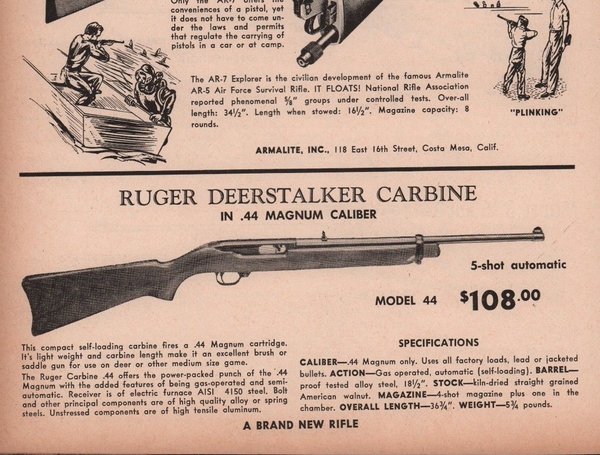 Only the AR-7 offers the
conveniences of a pistol, yet
it does not have to come un-
der the laws and permits
that regulate the carrying of
pistols in a car or at camp.
The AR-7 Explorer is the civilian development of the famous Armalite
AR-5 Air Force Survival Rifle. IT FLOATS! National Rifle Association
reported phenomenal ⅝" groups under controlled tests. Over-all
length: 34½". Length when stowed: 16½". Magazine capacity: 8
rounds.
"PLINKING"
ARMALITE, INC., 118 East 16th Street, Costa Mesa, Calif.
RUGER DEERSTALKER CARBINE
IN .44 MAGNUM CALIBER
5-shot automatic
MODEL 44 $108.00
This compact self-loading carbine fires a .44 Magnum cartridge.
It's light weight and carbine length make it an excellent brush or
saddle gun for use on deer or other medium size game.
The Ruger Carbine .44 offers the power-packed punch of the .44
Magnum with the added features of being gas-operated and semi-
automatic. Receiver is of electric furnace AISI 4150 steel. Bolt
and other principal components are of high quality alloy or spring
steels. Unstressed components are of high tensile aluminum.
SPECIFICATIONS
CALIBER—.44 Magnum only. Uses all factory loads, lead or jacketed
bullets. ACTION—Gas operated, automatic (self-loading). BARREL—
proof tested alloy steel, 18½". STOCK—kiln-dried straight grained
American walnut. MAGAZINE—4-shot magazine plus one in the
chamber. OVERALL LENGTH—36¾". WEIGHT—5¾ pounds.
A BRAND NEW RIFLE